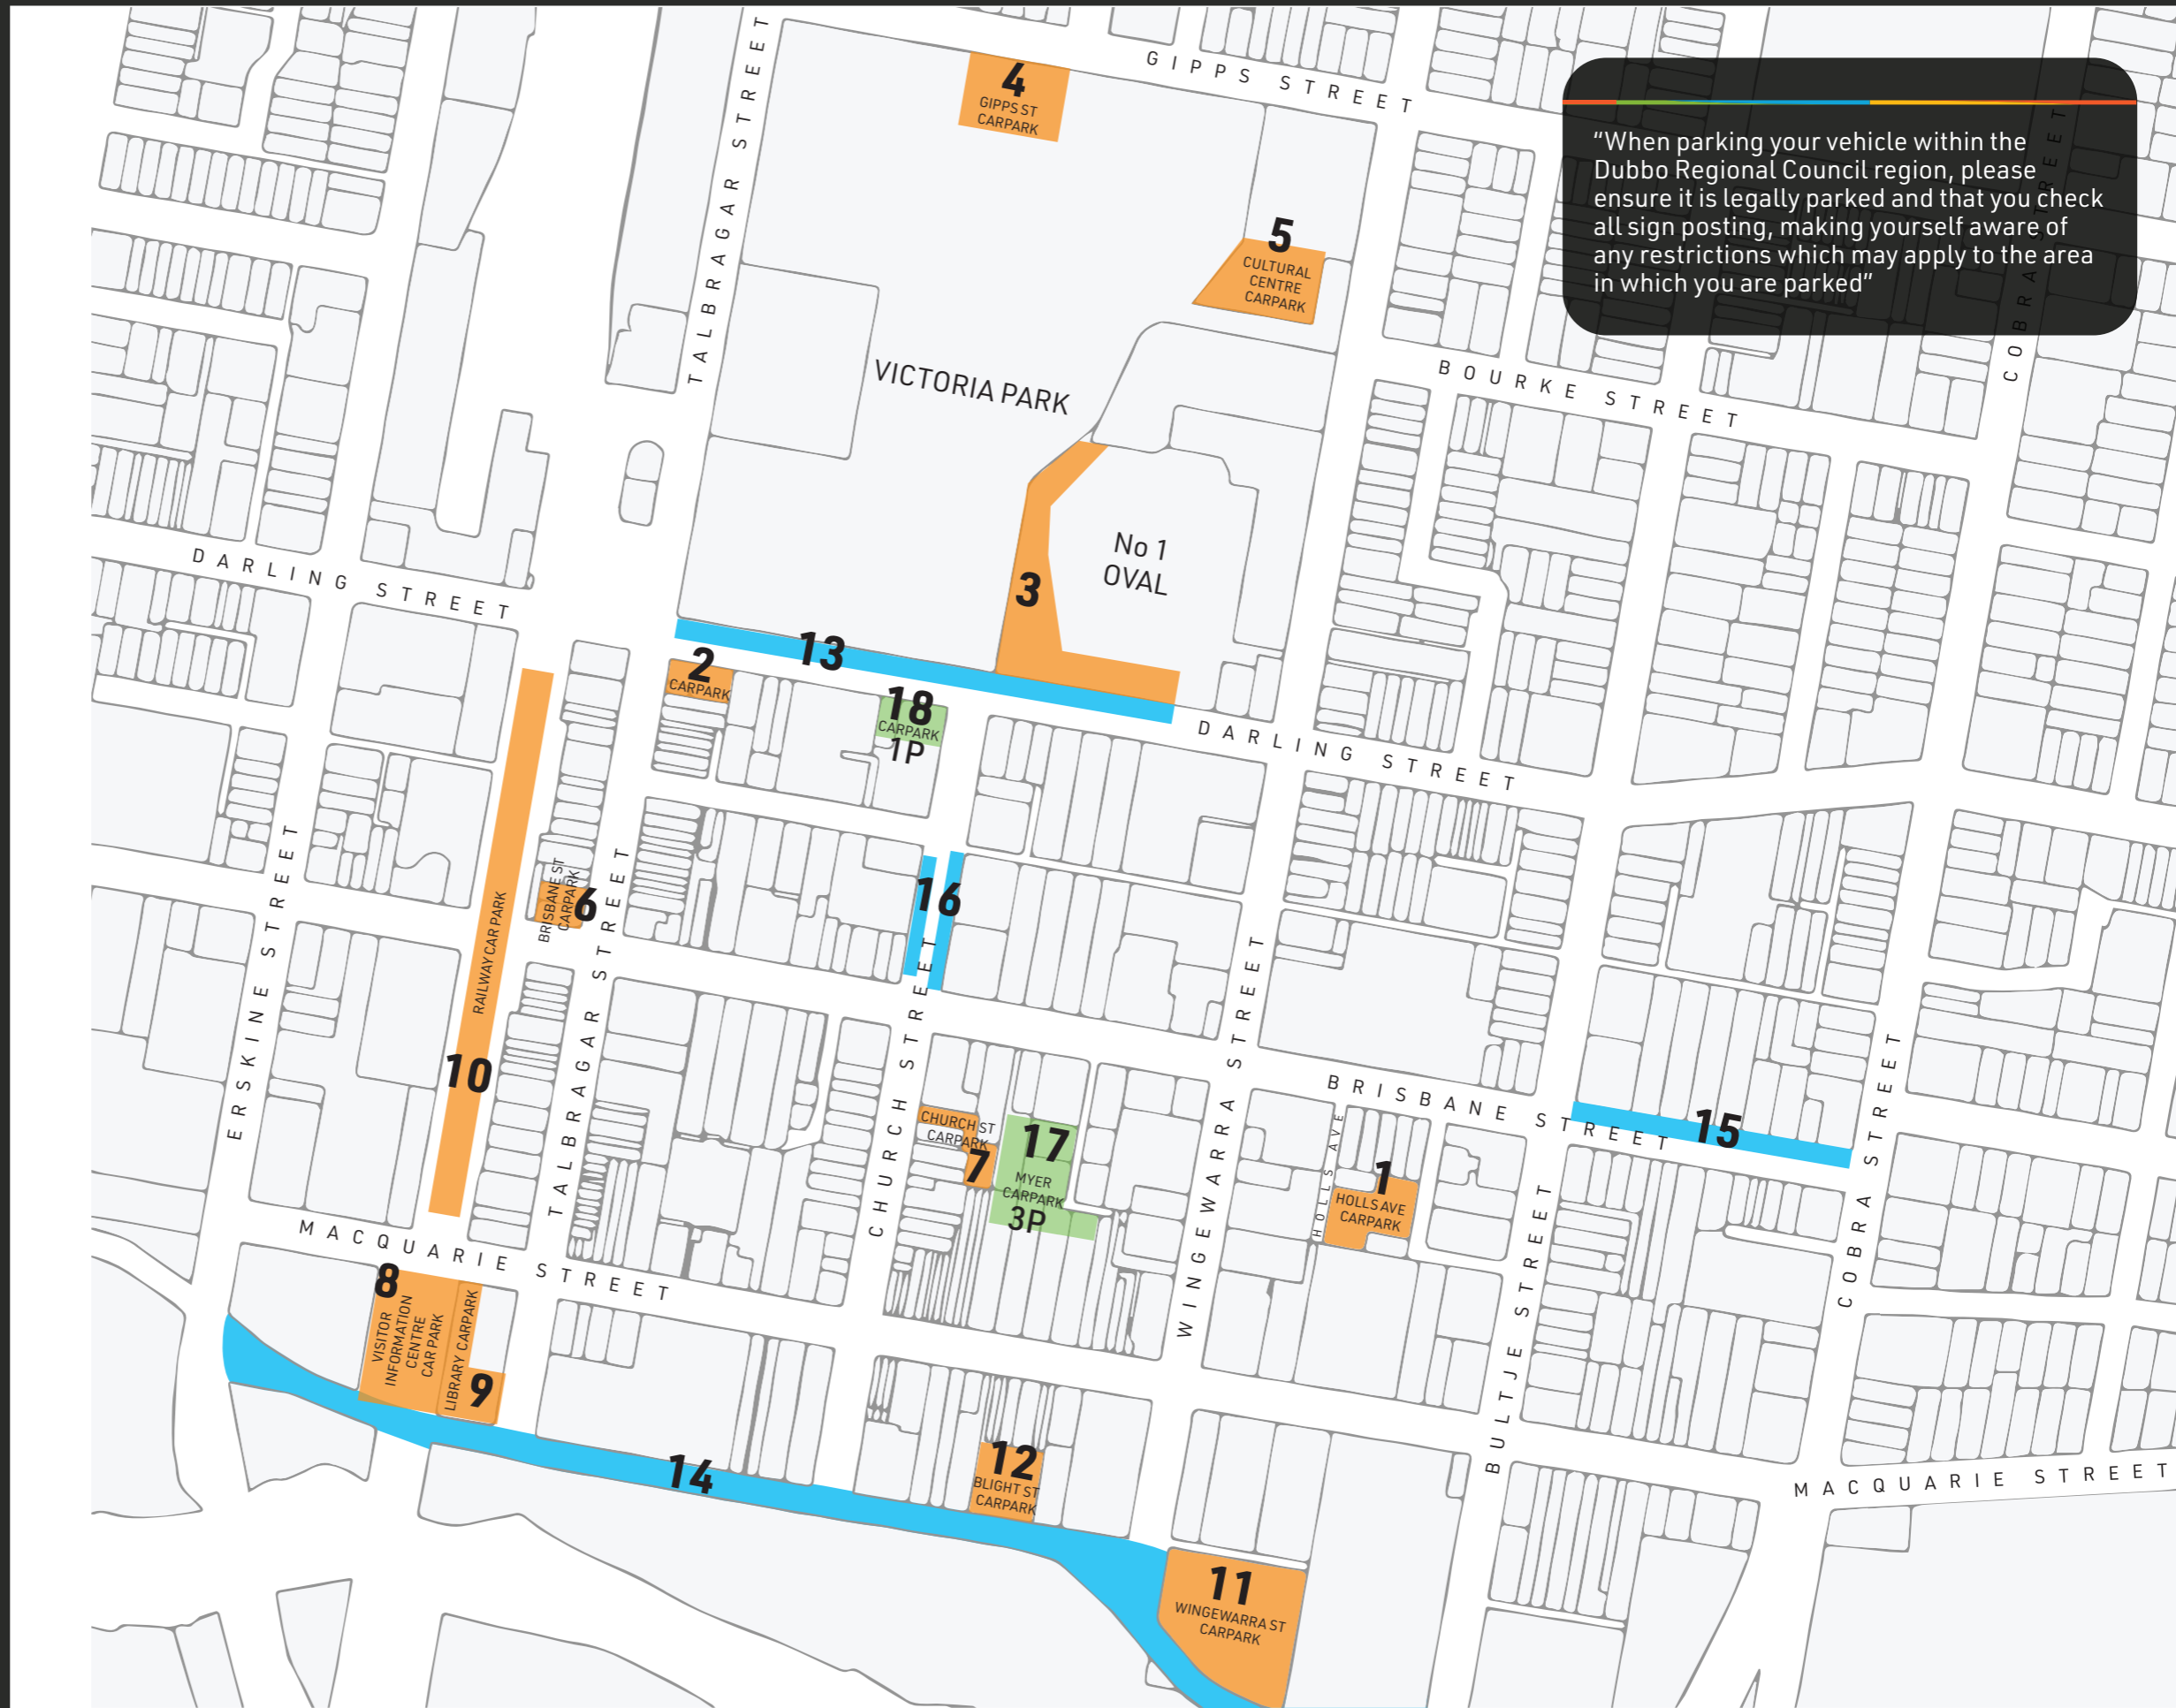 GIPPS STREET
TALBRAGAR STREET
4
GIPPS ST
CARPARK
“When parking your vehicle within the
Dubbo Regional Council region, please
ensure it is legally parked and that you check
all sign posting, making yourself aware of
any restrictions which may apply to the area
in which you are parked”
COBRA STREET
5
CULTURAL
CENTRE
CARPARK
VICTORIA PARK
BOURKE STREET
No 1
OVAL
3
DARLING STREET
13
2
CARPARK
18
CARPARK
1P
DARLING STREET
16
BRISBANE ST
CARPARK
6
RAILWAY CAR PARK
10
ERSKINE STREET
TALBRAGAR STREET
CHURCH STREET
WINGEWARRA STREET
BRISBANE STREET
15
CHURCH ST
CARPARK
7
17
MYER
CARPARK
3P
HOLLS AVE
1
HOLLS AVE
CARPARK
BULTJE STREET
COBRA STREET
MACQUARIE STREET
8
VISITOR
INFORMATION
CENTRE
CAR PARK
LIBRARY CARPARK
9
14
12
BLIGHT ST
CARPARK
MACQUARIE STREET
11
WINGEWARRA ST
CARPARK